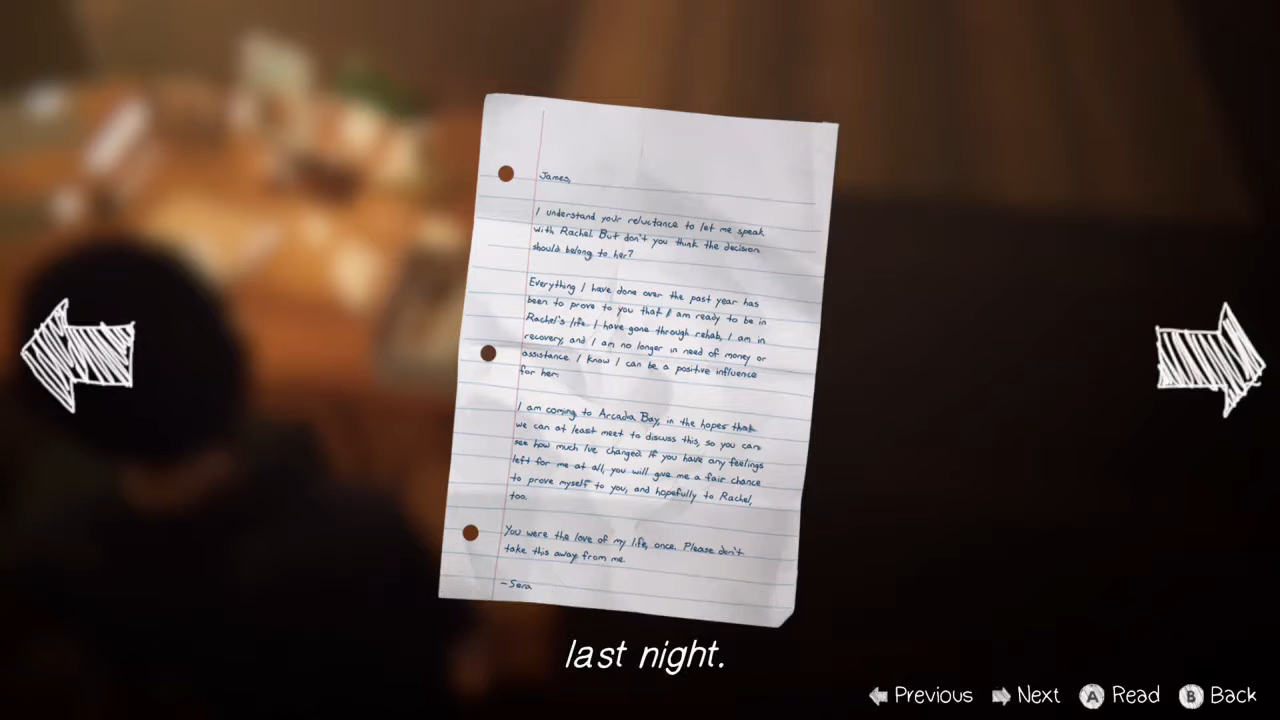 James,
I understand your reluctance to let me speak
with Rachel. But don't you think the decision
should belong to her?
Everything I have done over the past year has
been to prove to you that I am ready to be in
Rachel's life. I have gone through rehab, I am in
recovery, and I am no longer in need of money or
assistance. I know I can be a positive influence
for her.
I am coming to Arcadia Bay, in the hopes that
we can at least meet to discuss this, so you can
see how much I've changed. If you have any feelings
left for me at all, you will give me a fair chance
to prove myself to you, and hopefully to Rachel,
too.
You were the love of my life, once. Please don't
take this away from me.
-Sera
last night.
Previous Next A Read B Back